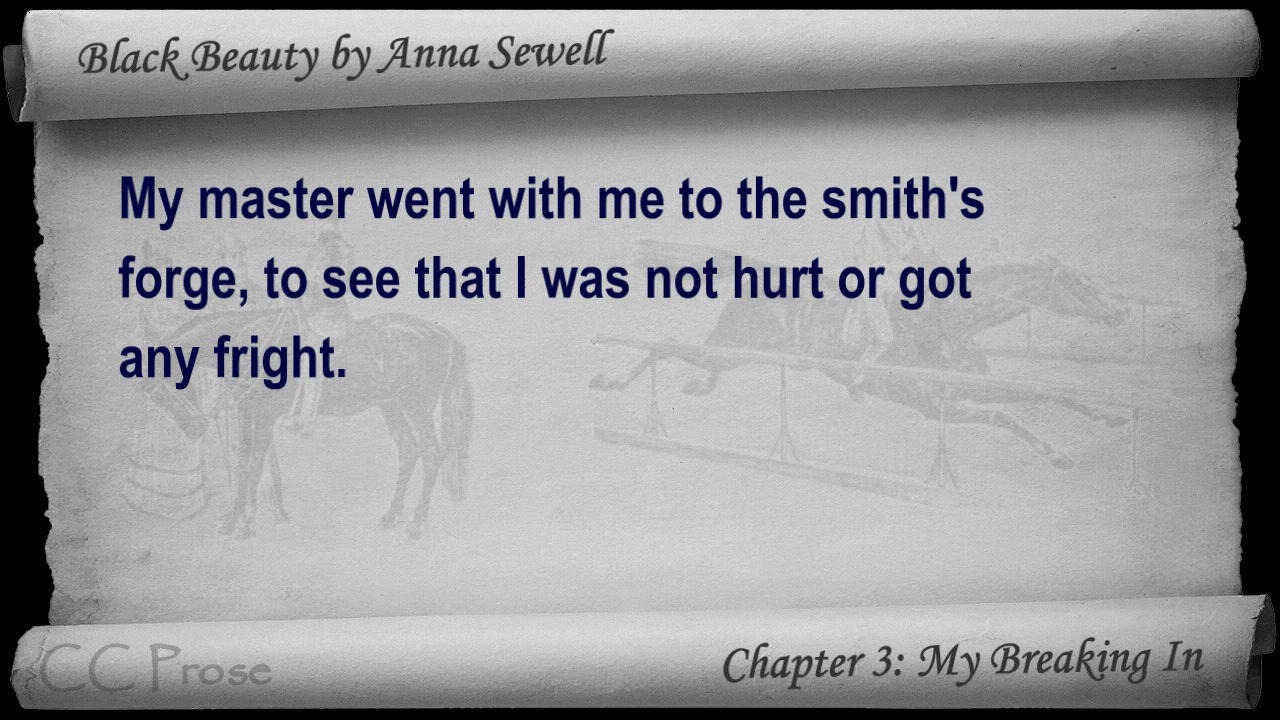 Black Beauty by Anna Sewell
My master went with me to the smith's
forge, to see that I was not hurt or got
any fright.
CC Prose
Chapter 3: My Breaking In